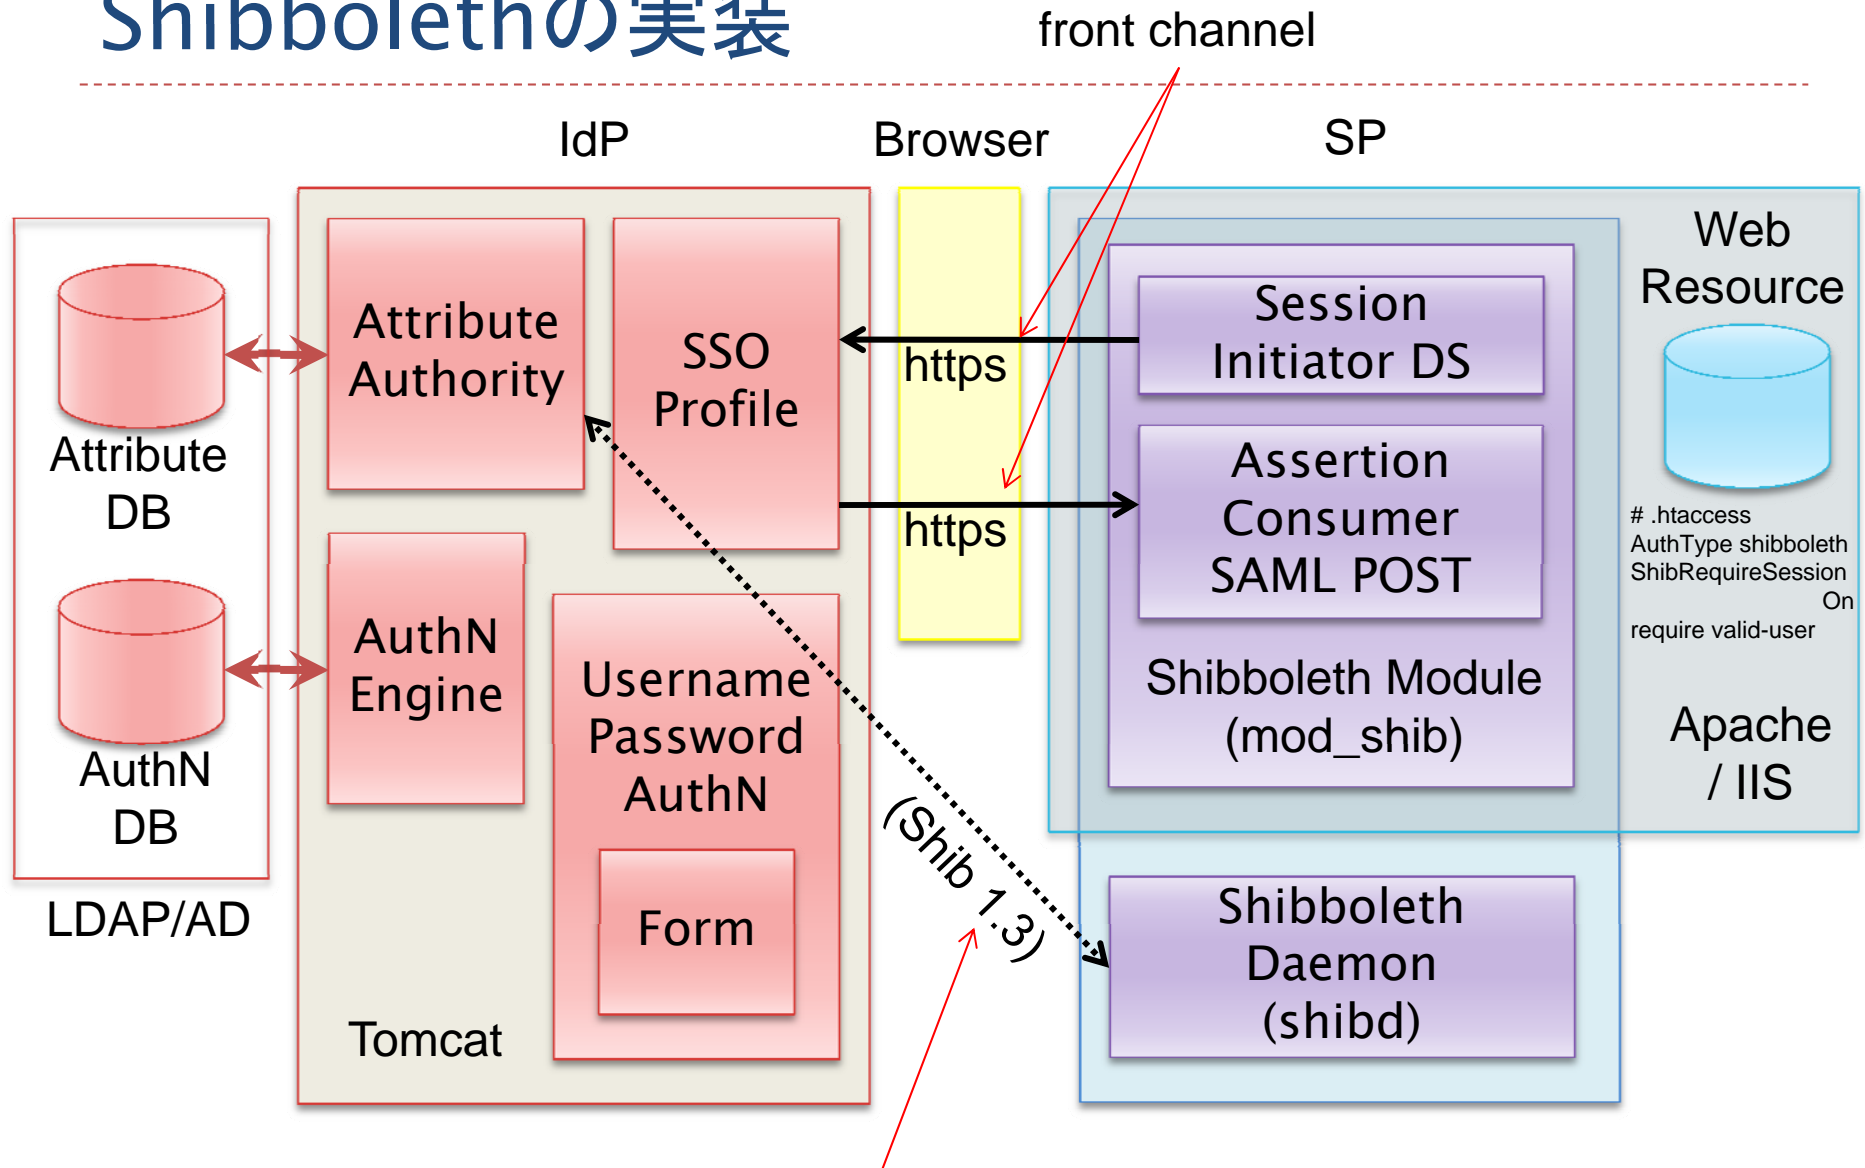 Shibbolethの実装
front channel
IdP
Browser
SP
Attribute
DB
AuthN
DB
LDAP/AD
Attribute
Authority
SSO
Profile
AuthN
Engine
Username
Password
AuthN
Form
Tomcat
https
https
(Shib 1.3)
Session
Initiator DS
Assertion
Consumer
SAML POST
Shibboleth Module
(mod_shib)
Shibboleth
Daemon
(shibd)
Web
Resource
# .htaccess
AuthType shibboleth
ShibRequireSession
On
require valid-user
Apache
/ IIS